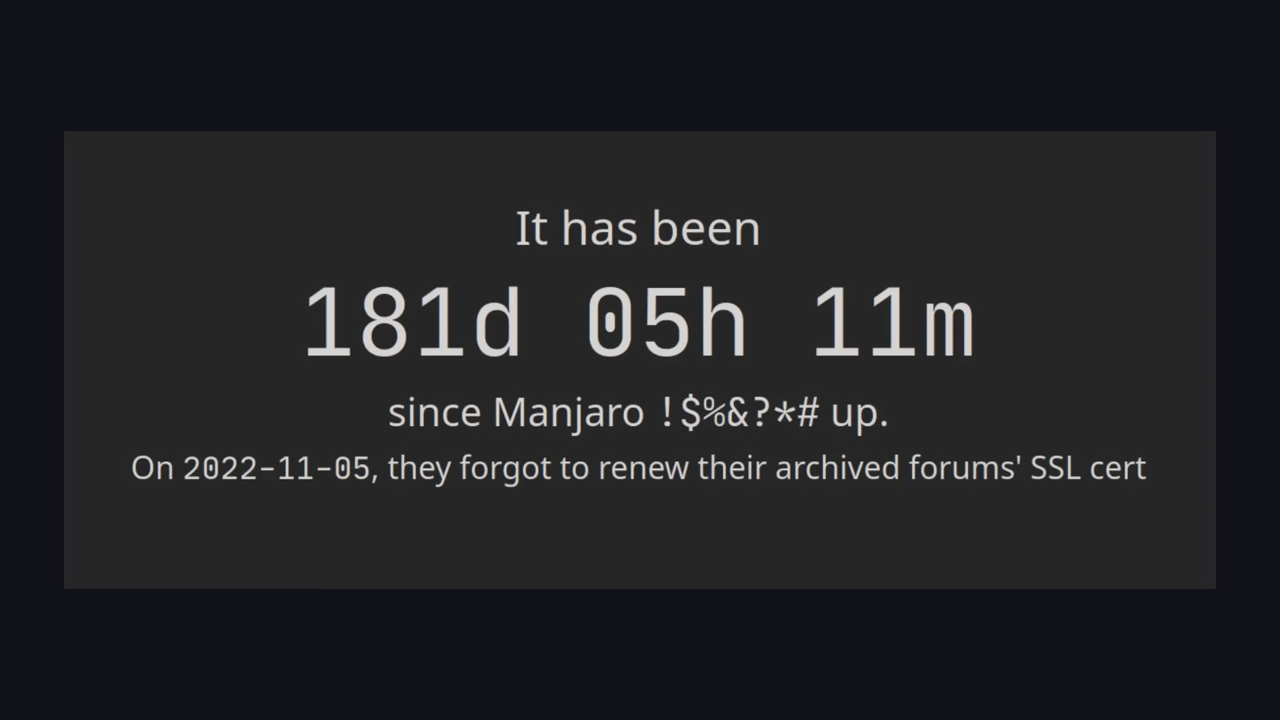 It has been
181d 05h 11m
since Manjaro !$%&?*# up.
On 2022-11-05, they forgot to renew their archived forums' SSL cert